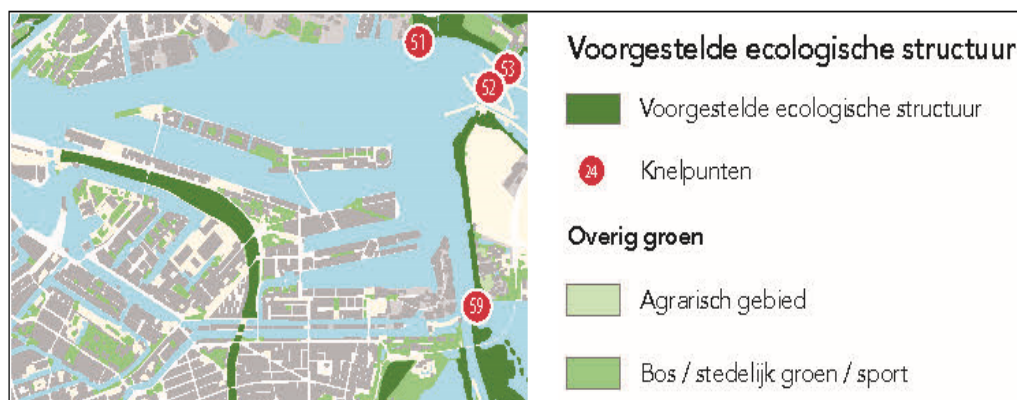 51
53
52
59
Voorgestelde ecologische structuur
Voorgestelde ecologische structuur
24
Knelpunten
Overig groen
Agrarisch gebied
Bos / stedelijk groen / sport